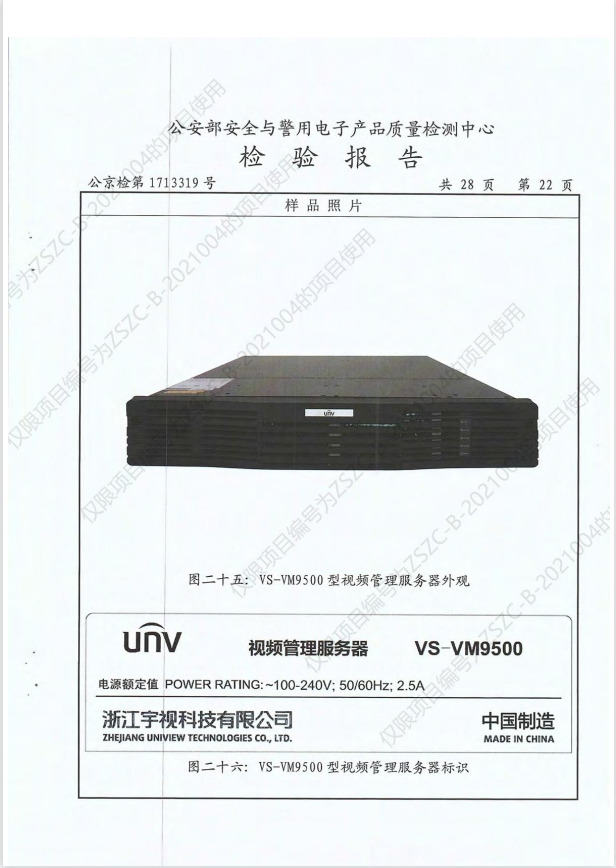 公安部安全与警用电子产品质量检测中心
检验报告
公京检第 1713319 号
共 28 页 第 22 页
样品照片
unv
图二十五: VS-VM9500 型视频管理服务器外观
unv 视频管理服务器 VS-VM9500
电源额定值 POWER RATING: ~100-240V; 50/60Hz; 2.5A
浙江宇视科技有限公司 中国制造
ZHEJIANG UNIVIEW TECHNOLOGIES CO., LTD. MADE IN CHINA
图二十六: VS-VM9500 型视频管理服务器标识
仅限项目编号为ZSZC-B-2021004的项目使用